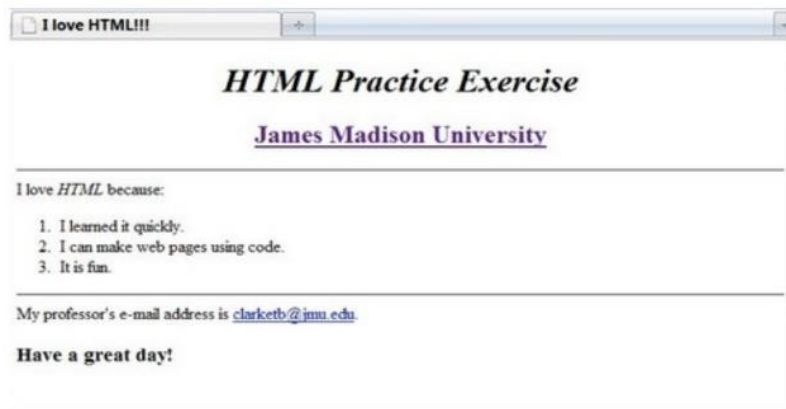 I love HTML!!!
HTML Practice Exercise
James Madison University
I love HTML because:
1. I learned it quickly.
2. I can make web pages using code.
3. It is fun.
My professor's e-mail address is clarketb@jmu.edu.
Have a great day!